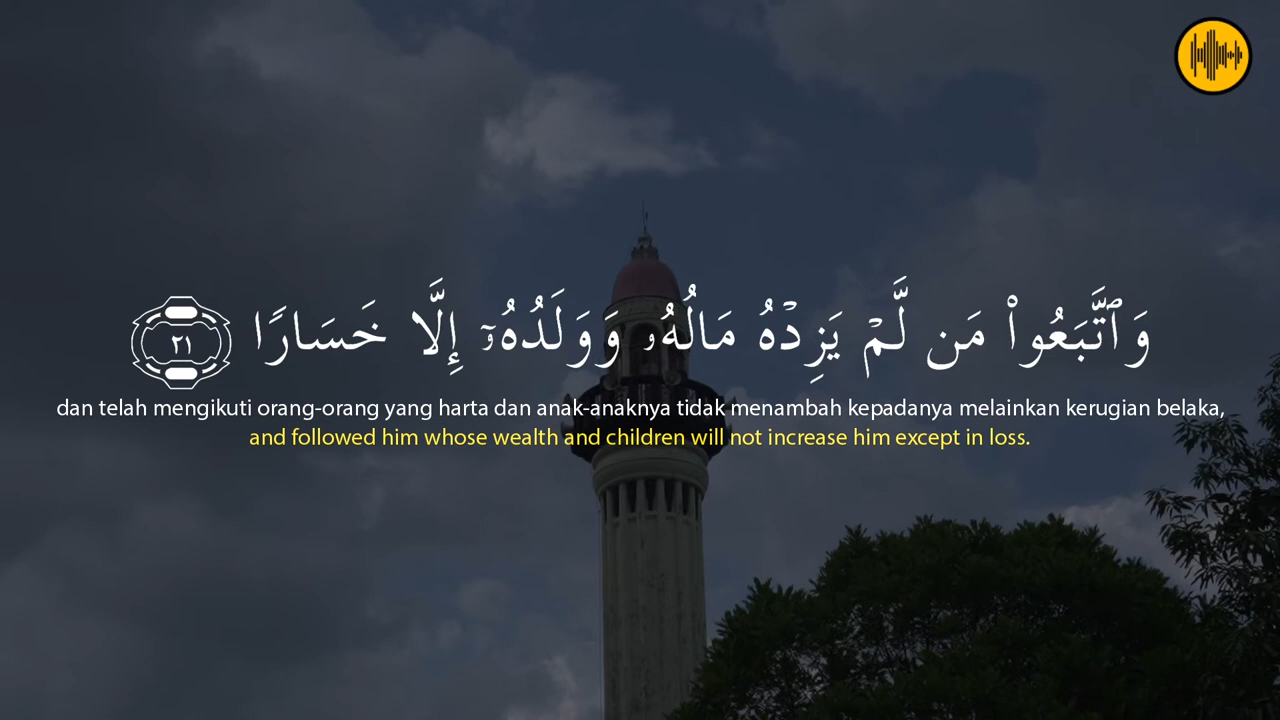 وَٱتَّبَعُوا۟ مَن لَّمْ يَزِدْهُ مَالُهُۥ وَوَلَدُهُۥٓ إِلَّا خَسَارًا ٢١
dan telah mengikuti orang-orang yang harta dan anak-anaknya tidak menambah kepadanya melainkan kerugian belaka,
and followed him whose wealth and children will not increase him except in loss.